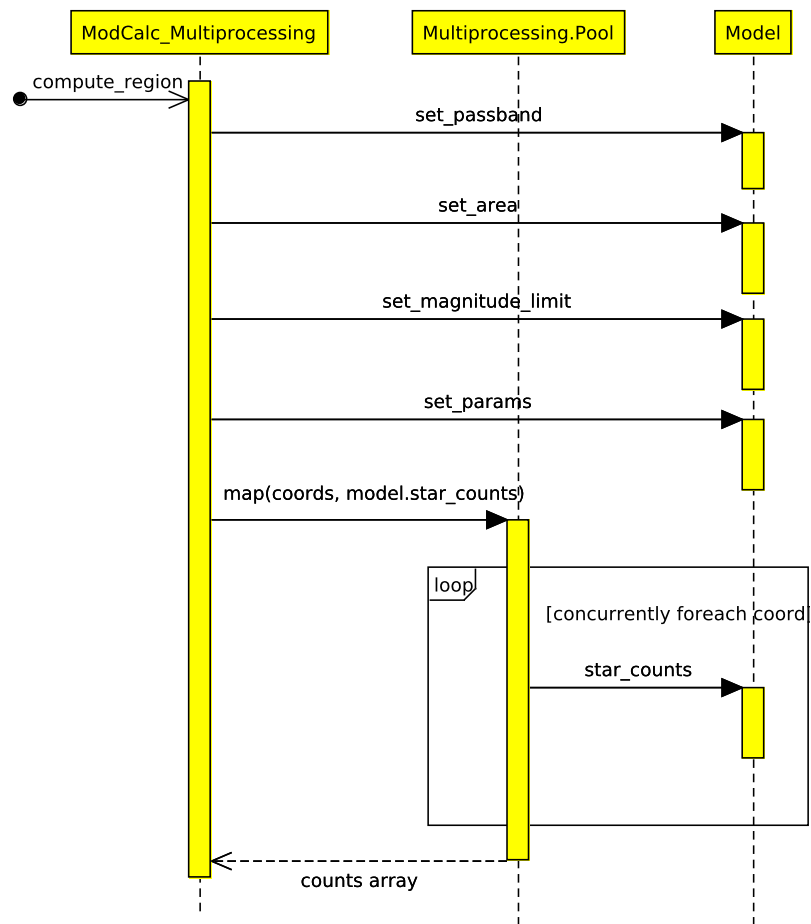 ModCalc_Multiprocessing
Multiprocessing.Pool
Model
compute_region
set_passband
set_area
set_magnitude_limit
set_params
map(coords, model.star_counts)
loop
[concurrently foreach coord]
star_counts
counts array